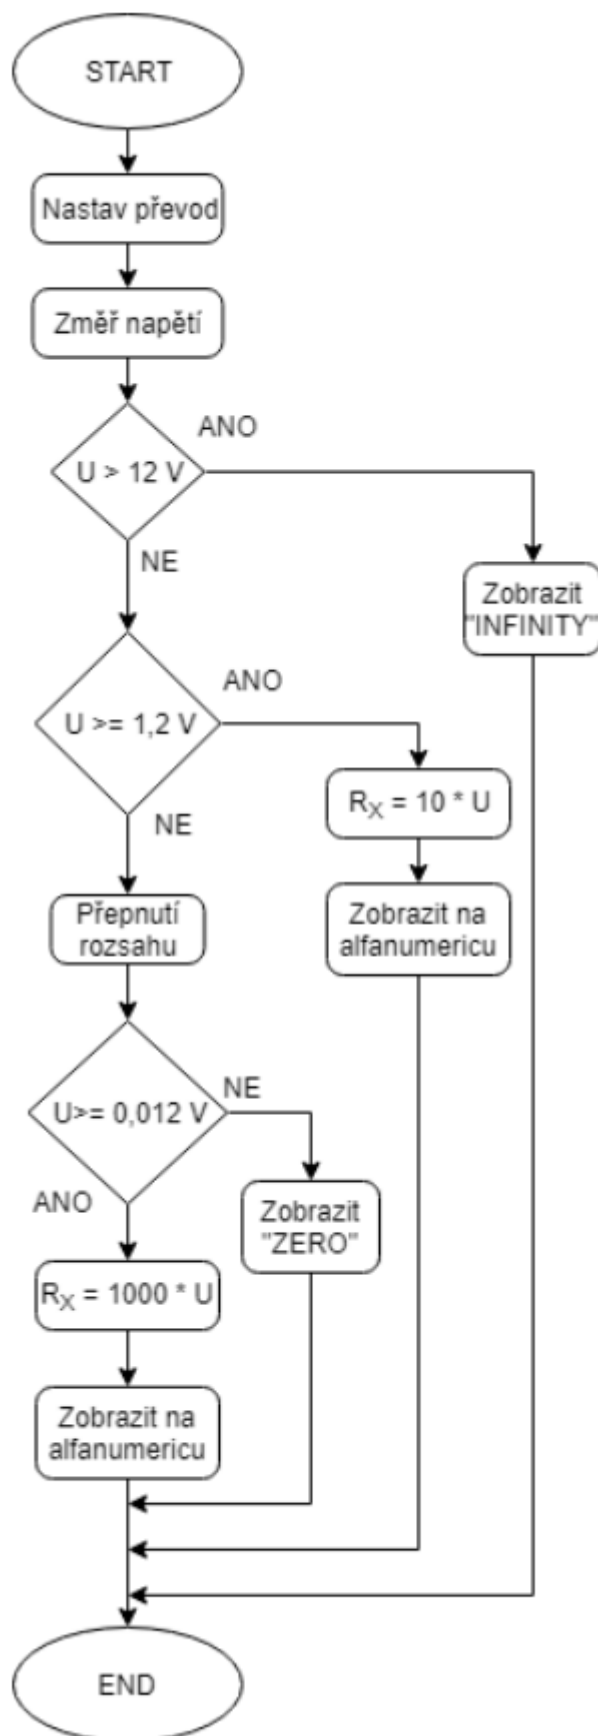 START
Nastav převod
Změř napětí
ANO
U > 12 V
NE
Zobrazit
"INFINITY"
ANO
U >= 1,2 V
NE
R_X = 10 * U
Přepnutí
rozsahu
Zobrazit na
alfanumericu
NE
U>= 0,012 V
ANO
Zobrazit
"ZERO"
R_X = 1000 * U
Zobrazit na
alfanumericu
END